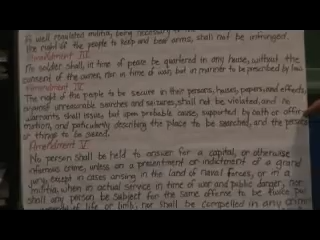 A well regulated militia, being necessary to
the right of the people to keep and bear arms, shall not be infringed.
Amendment III
No soldier shall, in time of peace be quartered in any house, without the
consent of the owner, nor in time of war, but in manner to be prescribed by law.
Amendment IV
The right of the people to be secure in their persons, houses, papers, and effects,
against unreasonable searches and seizures, shall not be violated, and no
warrants shall issue, but upon probable cause, supported by oath or affir
mation, and particularly describing the place to be searched, and the persons
or things to be seized.
Amendment V
No person shall be held to answer for a capital, or otherwise
infamous crime, unless on a presentment or indictment of a grand
jury, except in cases arising in the land of naval forces, or in a
militia, when in actual service in time of war and public danger, nor
shall any person be subject for the same offense to be twice put
of life or limb, nor shall be compelled in any